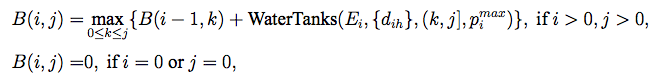 B(i, j) = max_{0≤k≤j} {B(i − 1, k) + WaterTanks(E_i, {d_{ih}}, (k, j], p_i^{max})}, if i > 0, j > 0,
B(i, j) =0, if i = 0 or j = 0,